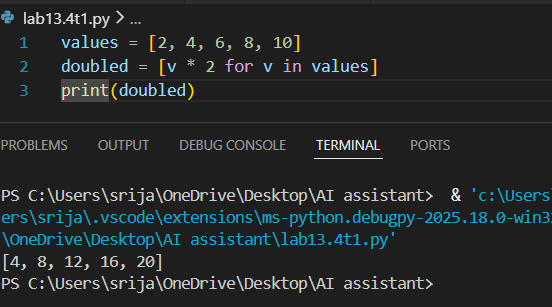 lab13.4t1.py > ...
1 values = [2, 4, 6, 8, 10]
2 doubled = [v * 2 for v in values]
3 print(doubled)
PROBLEMS OUTPUT DEBUG CONSOLE TERMINAL PORTS
PS C:\Users\srija\OneDrive\Desktop\AI assistant>  & 'c:\Users
ers\srija\.vscode\extensions\ms-python.debugpy-2025.18.0-win3
\OneDrive\Desktop\AI assistant\lab13.4t1.py'
[4, 8, 12, 16, 20]
PS C:\Users\srija\OneDrive\Desktop\AI assistant>